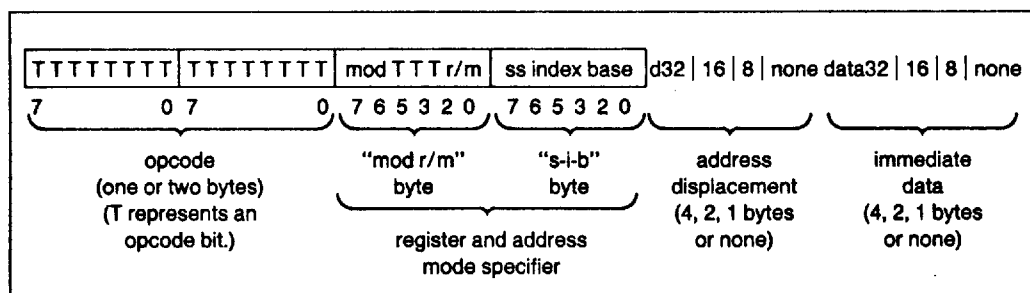 T T T T T T T T T T T T T T T T mod T T T r/m ss index base d32 | 16 | 8 | none data32 | 16 | 8 | none
7 0 7 0 7 6 5 3 2 0 7 6 5 3 2 0
opcode
(one or two bytes)
(T represents an
opcode bit.)
"mod r/m"
byte
"s-i-b"
byte
register and address
mode specifier
address
displacement
(4, 2, 1 bytes
or none)
immediate
data
(4, 2, 1 bytes
or none)